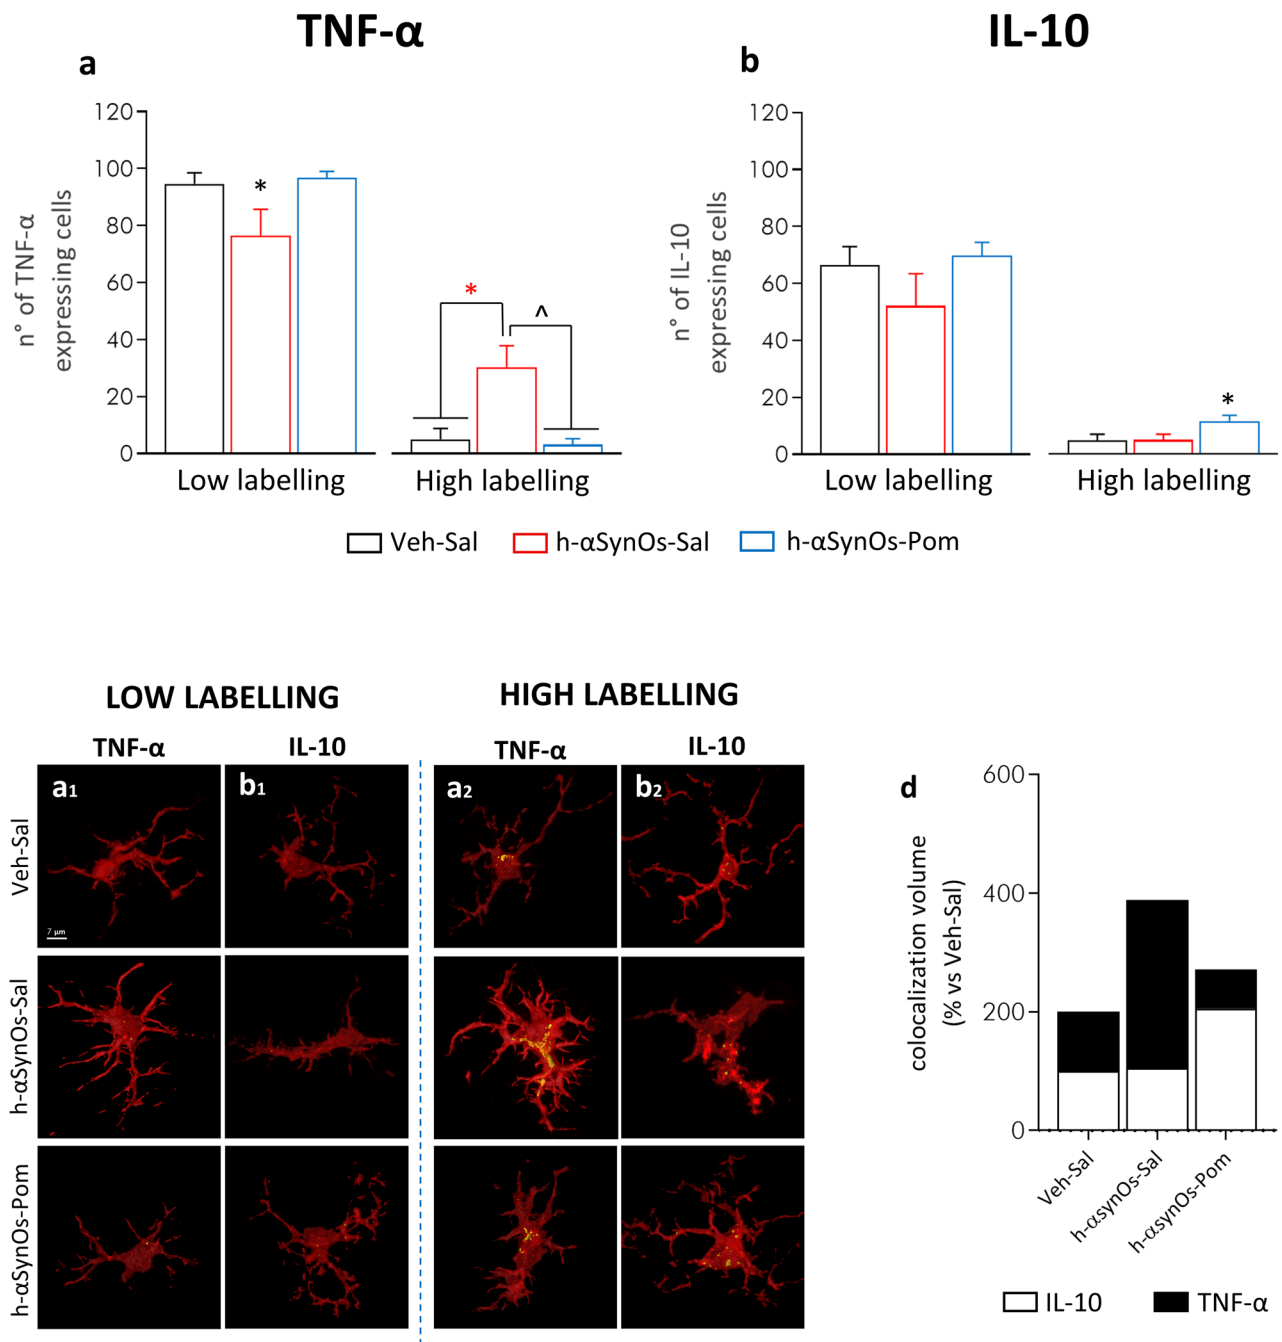 TNF-α
IL-10
a
b
120
100
80
60
40
20
0
n° of TNF-α
expressing cells
*
*
^
Low labelling
High labelling
120
100
80
60
40
20
0
n° of IL-10
expressing cells
*
Low labelling
High labelling
Veh-Sal
h-αSynOs-Sal
h-αSynOs-Pom
LOW LABELLING
HIGH LABELLING
TNF-α
IL-10
TNF-α
IL-10
a1
b1
a2
b2
Veh-Sal
7 µm
h-αSynOs-Sal
h-αSynOs-Pom
d
600
400
200
0
colocalization volume
(% vs Veh-Sal)
Veh-Sal
h-αsynOs-Sal
h-αsynOs-Pom
IL-10
TNF-α